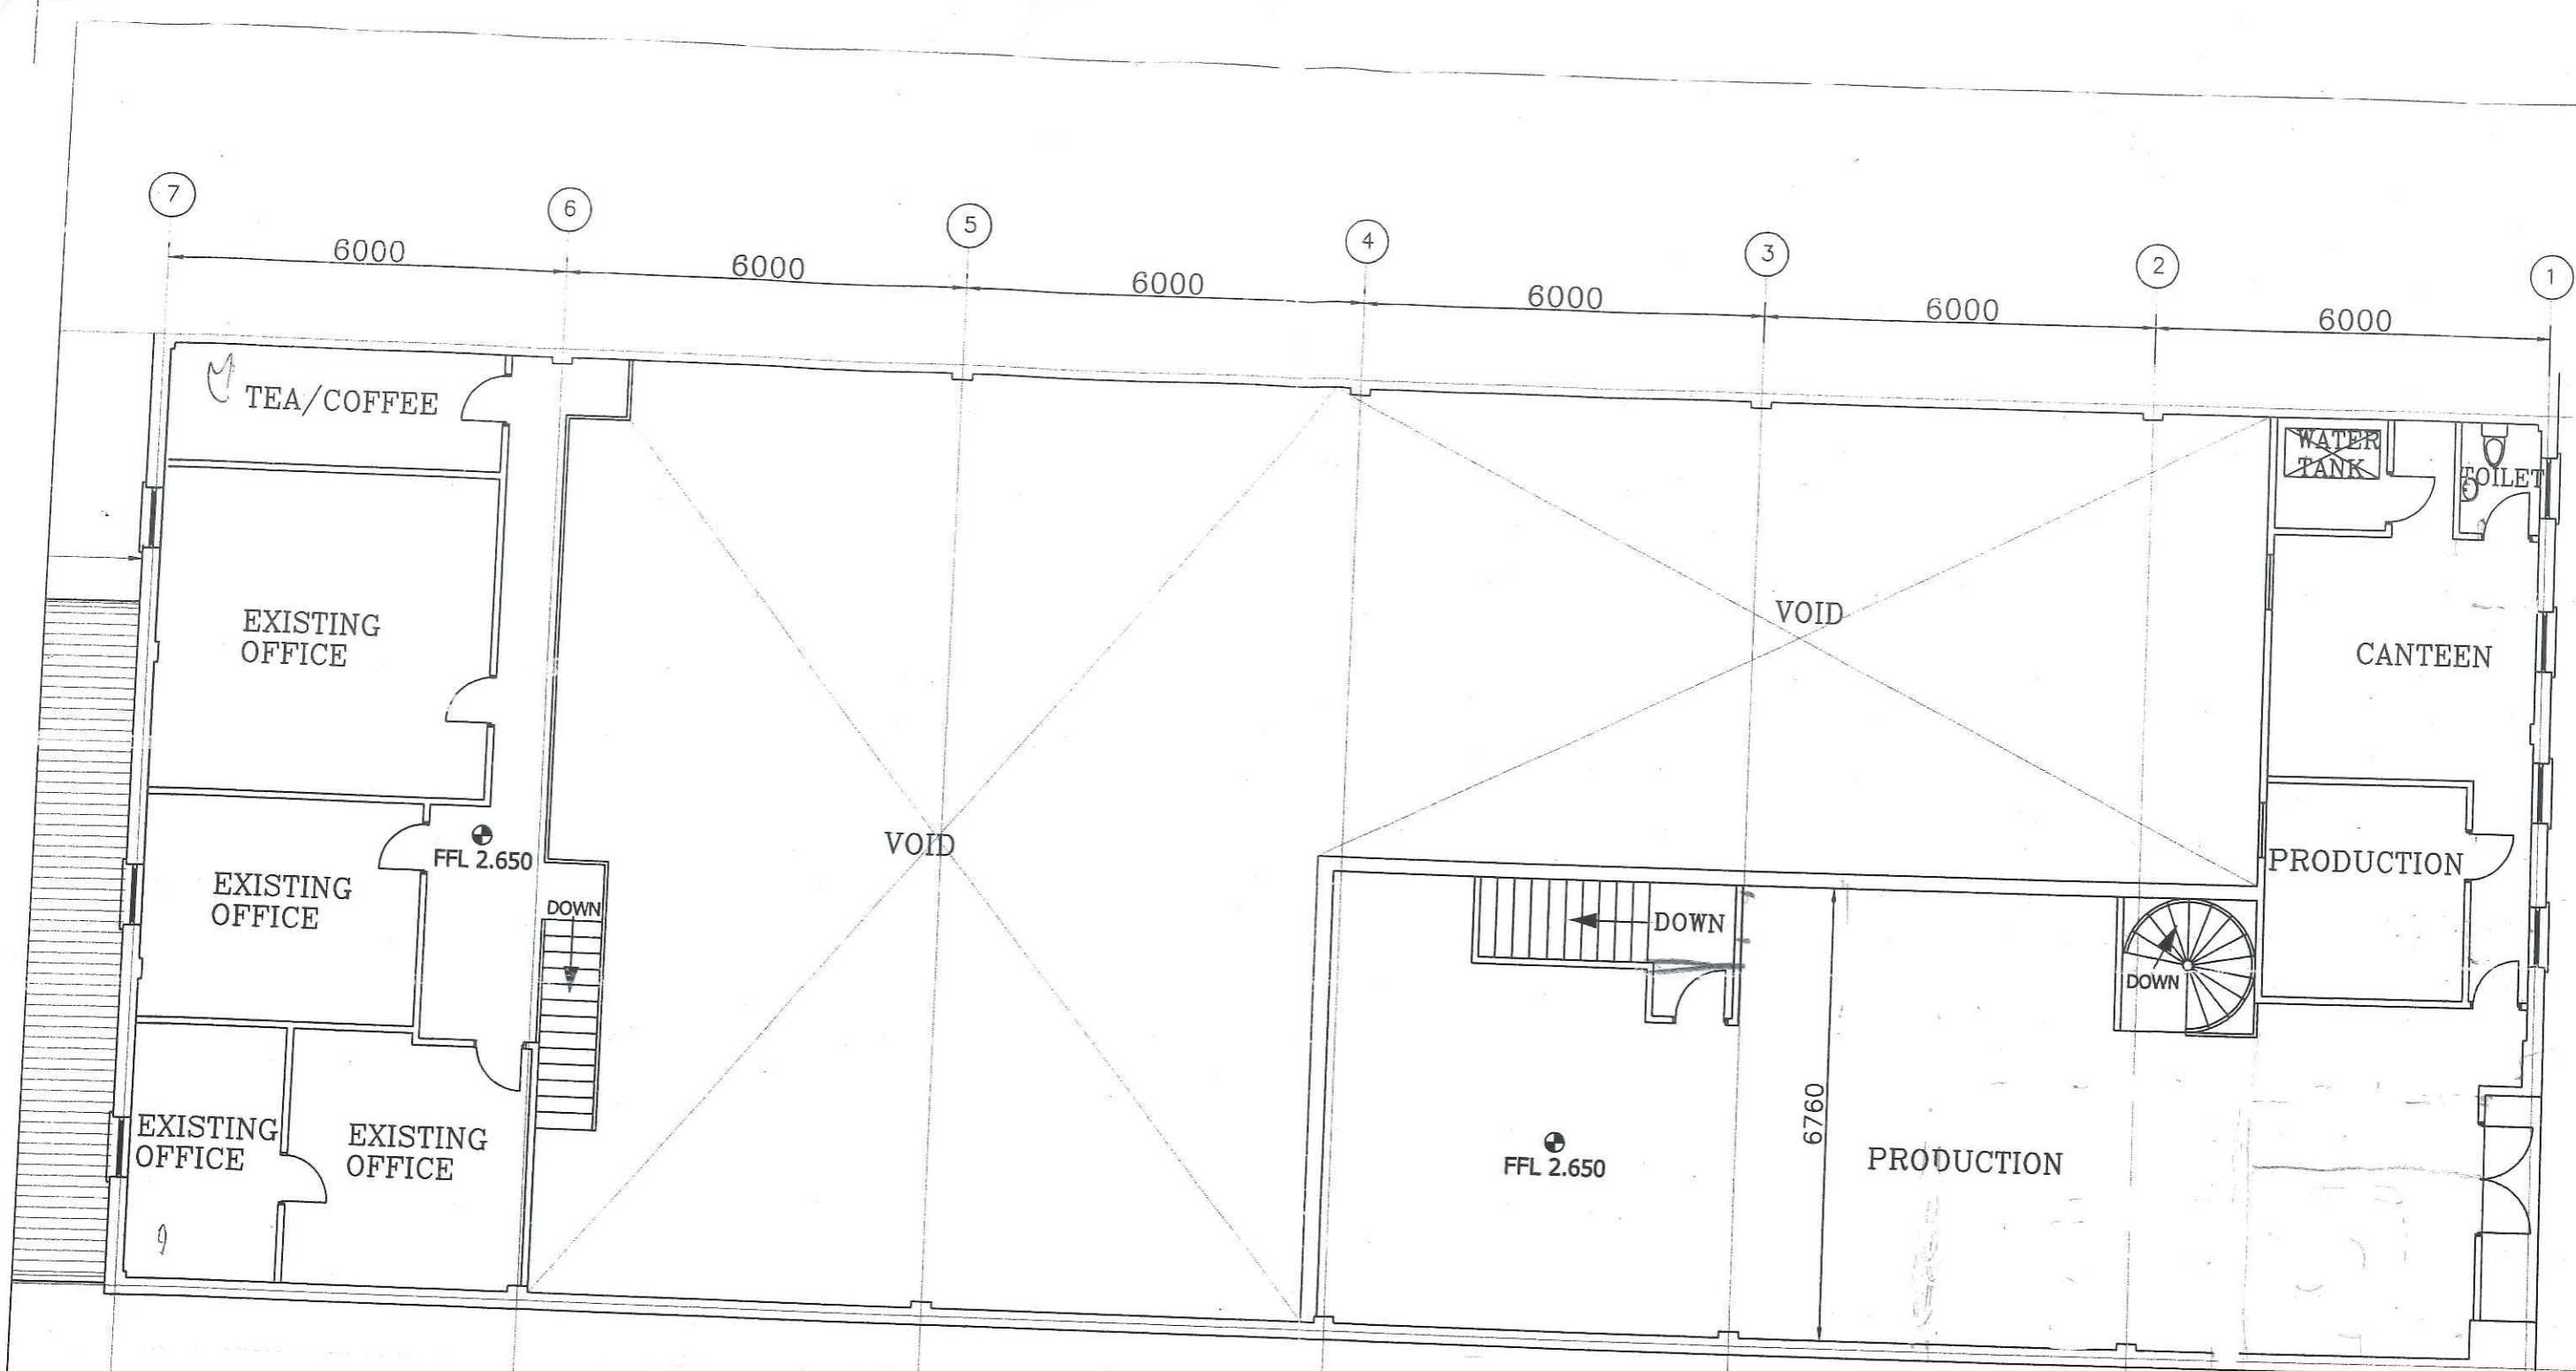 7
6
5
4
3
2
1
6000
6000
6000
6000
6000
6000
TEA/COFFEE
WATER
TANK
TOILET
EXISTING
OFFICE
VOID
CANTEEN
FFL 2.650
VOID
PRODUCTION
EXISTING
OFFICE
DOWN
DOWN
DOWN
EXISTING
OFFICE
EXISTING
OFFICE
FFL 2.650
6760
PRODUCTION